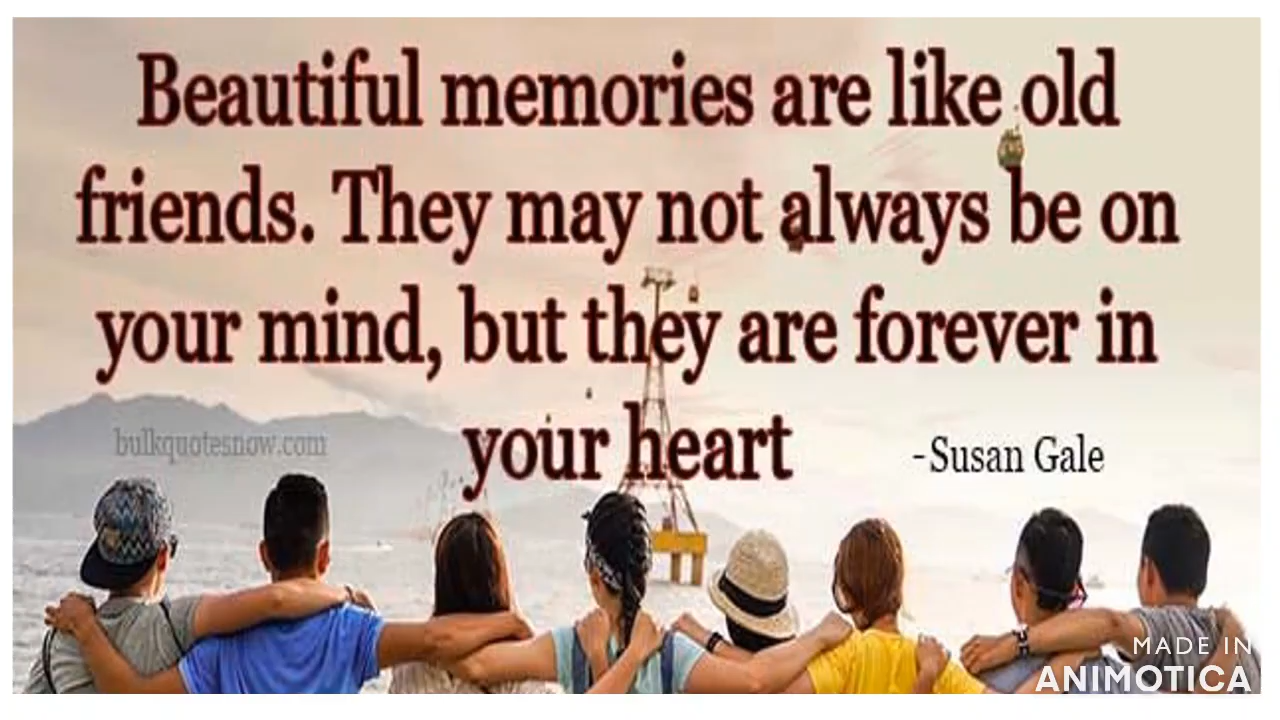 Beautiful memories are like old
friends. They may not always be on
your mind, but they are forever in
your heart
-Susan Gale
bulkquotesnow.com
MADE IN
ANIMOTICA